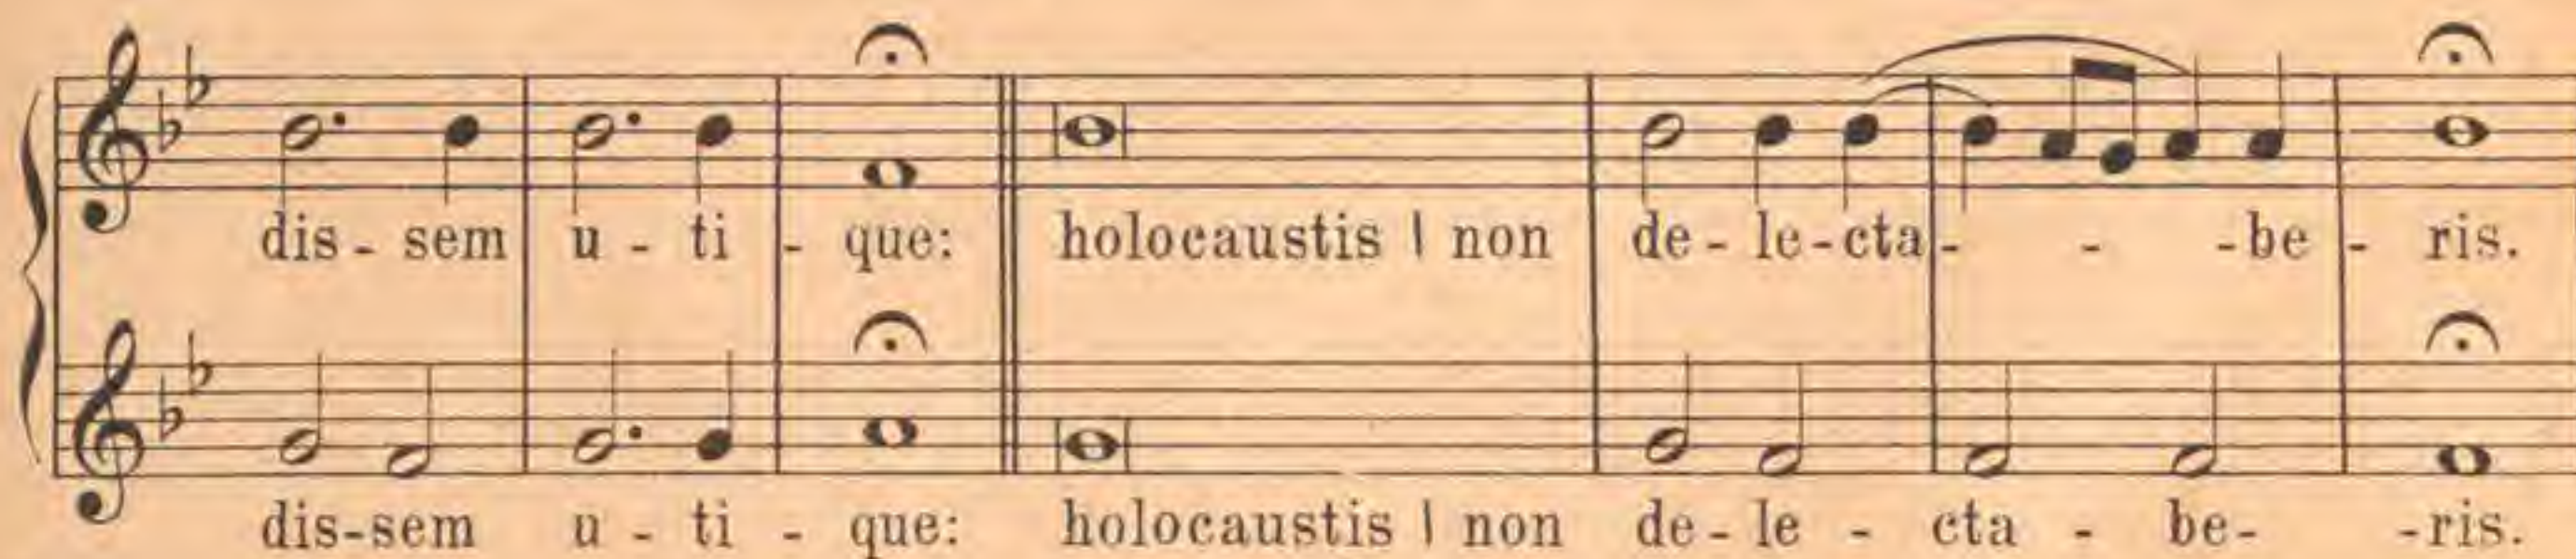 dis - sem u - ti - que: holocaustis | non de - le - cta - - - be - ris.
dis-sem u - ti - que: holocaustis | non de - le - cta - be- -ris.